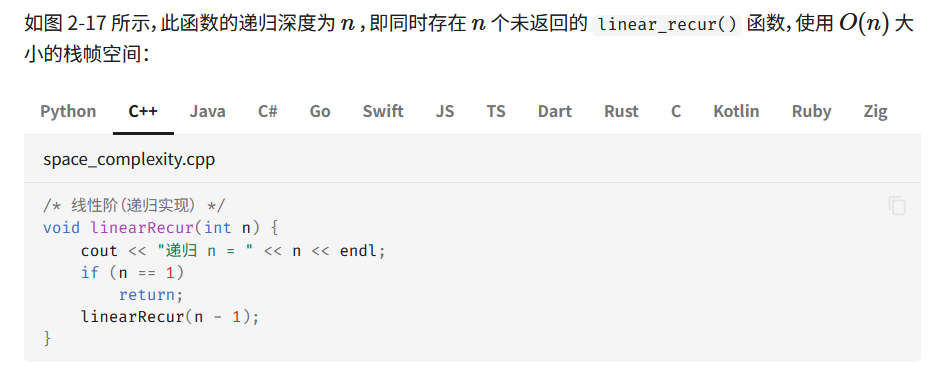 如图 2-17 所示，此函数的递归深度为 n ，即同时存在 n 个未返回的 linear_recur() 函数，使用 O(n) 大
小的栈帧空间：
Python C++ Java C# Go Swift JS TS Dart Rust C Kotlin Ruby Zig
space_complexity.cpp
/* 线性阶（递归实现） */
void linearRecur(int n) {
    cout << "递归 n = " << n << endl;
    if (n == 1)
        return;
    linearRecur(n - 1);
}